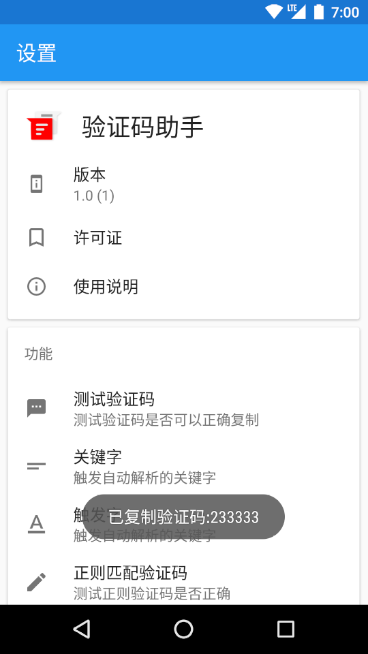 LTE 7:00
设置
验证码助手
版本
1.0 (1)
许可证
使用说明
功能
测试验证码
测试验证码是否可以正确复制
关键字
触发自动解析的关键字
触发
已复制验证码:233333
触发自动解析的关键字
正则匹配验证码
测试正则验证码是否正确